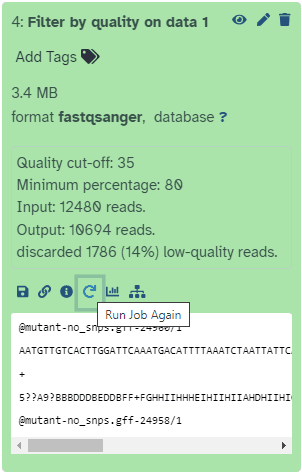 4: Filter by quality on data 1
Add Tags
3.4 MB
format fastqsanger, database ?
Quality cut-off: 35
Minimum percentage: 80
Input: 12480 reads.
Output: 10694 reads.
discarded 1786 (14%) low-quality reads.
Run Job Again
@mutant-no_snps.gff-24960/1
AATGTTGTCACTTGGATTCAAATGACATTTTAAATCTAATTATTC
+
5??A9?BBBDDDBEDDBFF+FGHHIIHHHEIHIIHIIAHDHIIHI
@mutant-no_snps.gff-24958/1